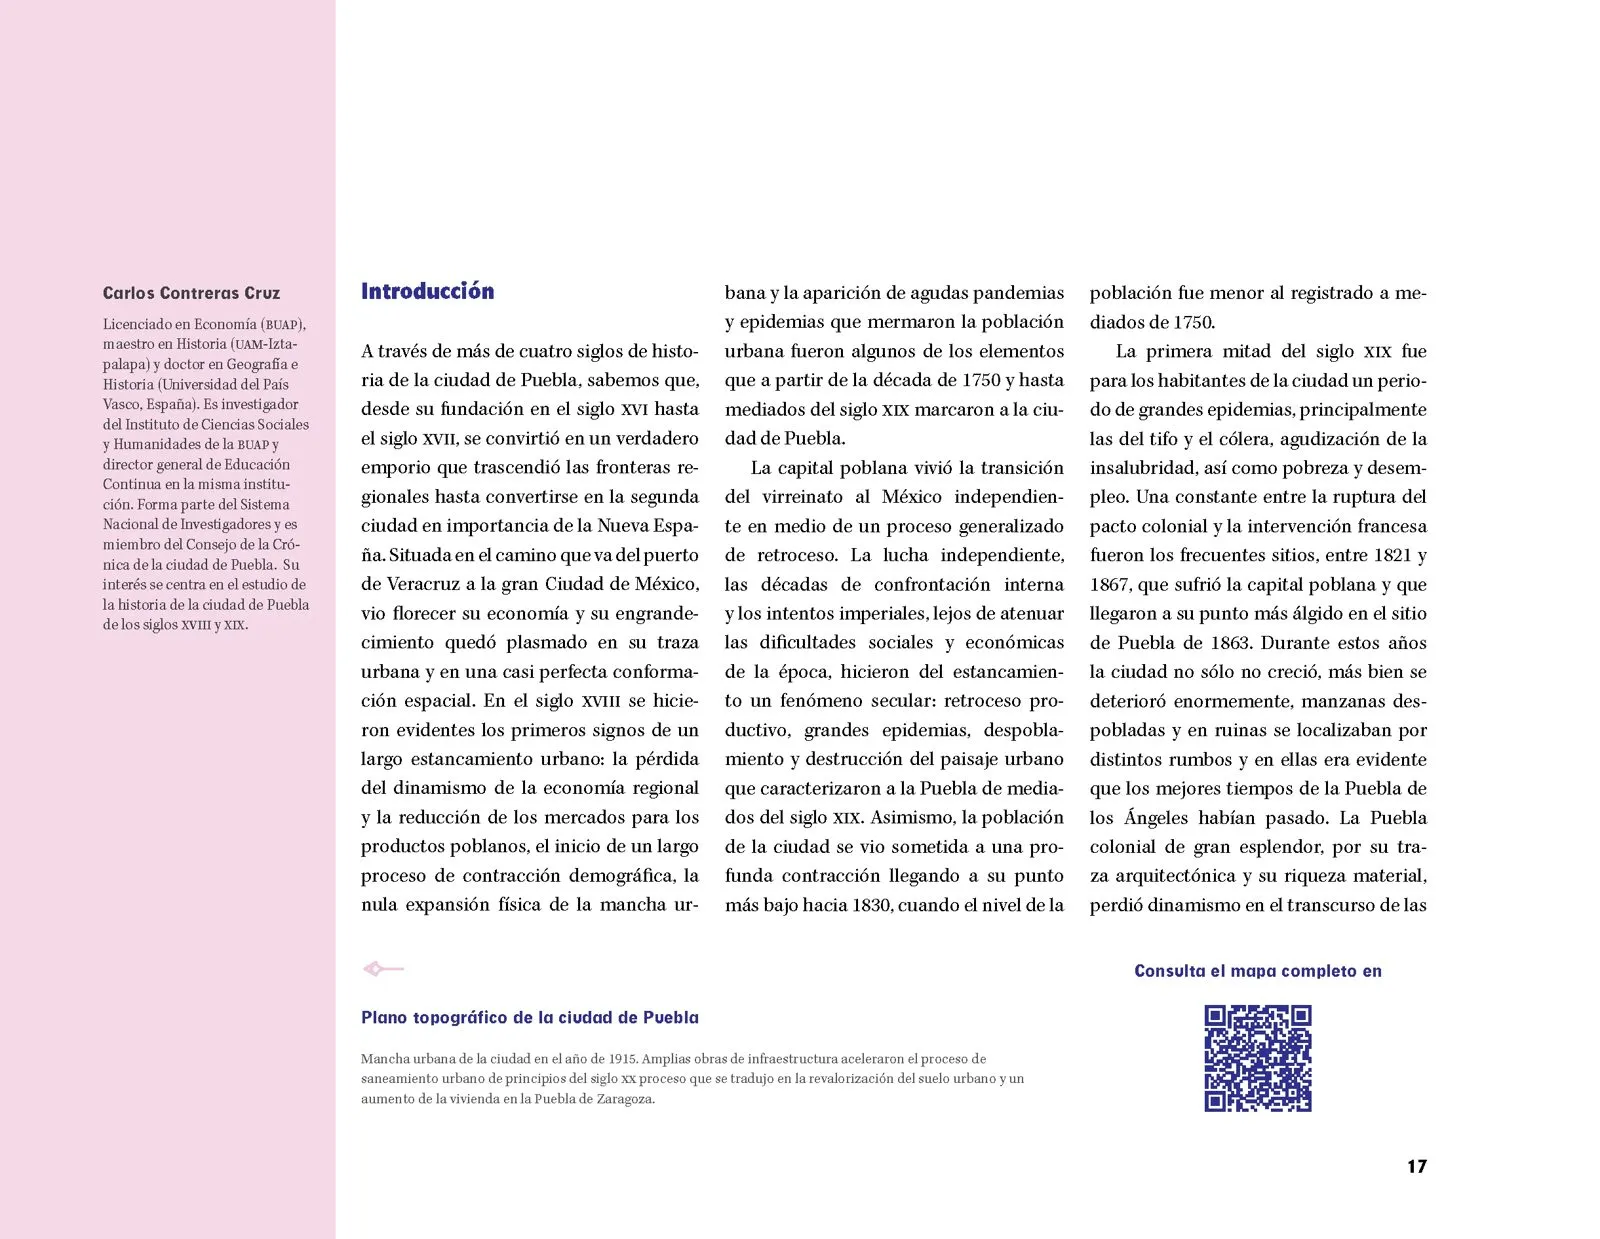 Carlos Contreras Cruz
Licenciado en Economía (BUAP),
maestro en Historia (UAM-Izta-
palapa) y doctor en Geografía e
Historia (Universidad del País
Vasco, España). Es investigador
del Instituto de Ciencias Sociales
y Humanidades de la BUAP y
director general de Educación
Continua en la misma institu-
ción. Forma parte del Sistema
Nacional de Investigadores y es
miembro del Consejo de la Cró-
nica de la ciudad de Puebla. Su
interés se centra en el estudio de
la historia de la ciudad de Puebla
de los siglos XVIII y XIX.
Introducción
A través de más de cuatro siglos de histo-
ria de la ciudad de Puebla, sabemos que,
desde su fundación en el siglo XVI hasta
el siglo XVII, se convirtió en un verdadero
emporio que trascendió las fronteras re-
gionales hasta convertirse en la segunda
ciudad en importancia de la Nueva Espa-
ña. Situada en el camino que va del puerto
de Veracruz a la gran Ciudad de México,
vio florecer su economía y su engrande-
cimiento quedó plasmado en su traza
urbana y en una casi perfecta conforma-
ción espacial. En el siglo XVIII se hicie-
ron evidentes los primeros signos de un
largo estancamiento urbano: la pérdida
del dinamismo de la economía regional
y la reducción de los mercados para los
productos poblanos, el inicio de un largo
proceso de contracción demográfica, la
nula expansión física de la mancha ur-
bana y la aparición de agudas pandemias
y epidemias que mermaron la población
urbana fueron algunos de los elementos
que a partir de la década de 1750 y hasta
mediados del siglo XIX marcaron a la ciu-
dad de Puebla.
La capital poblana vivió la transición
del virreinato al México independien-
te en medio de un proceso generalizado
de retroceso. La lucha independiente,
las décadas de confrontación interna
y los intentos imperiales, lejos de atenuar
las dificultades sociales y económicas
de la época, hicieron del estancamien-
to un fenómeno secular: retroceso pro-
ductivo, grandes epidemias, despobla-
miento y destrucción del paisaje urbano
que caracterizaron a la Puebla de media-
dos del siglo XIX. Asimismo, la población
de la ciudad se vio sometida a una pro-
funda contracción llegando a su punto
más bajo hacia 1830, cuando el nivel de la
población fue menor al registrado a me-
diados de 1750.
La primera mitad del siglo XIX fue
para los habitantes de la ciudad un perio-
do de grandes epidemias, principalmente
las del tifo y el cólera, agudización de la
insalubridad, así como pobreza y desem-
pleo. Una constante entre la ruptura del
pacto colonial y la intervención francesa
fueron los frecuentes sitios, entre 1821 y
1867, que sufrió la capital poblana y que
llegaron a su punto más álgido en el sitio
de Puebla de 1863. Durante estos años
la ciudad no sólo no creció, más bien se
deterioró enormemente, manzanas des-
pobladas y en ruinas se localizaban por
distintos rumbos y en ellas era evidente
que los mejores tiempos de la Puebla de
los Ángeles habían pasado. La Puebla
colonial de gran esplendor, por su tra-
za arquitectónica y su riqueza material,
perdió dinamismo en el transcurso de las
Plano topográfico de la ciudad de Puebla
Mancha urbana de la ciudad en el año de 1915. Amplias obras de infraestructura aceleraron el proceso de
saneamiento urbano de principios del siglo XX proceso que se tradujo en la revalorización del suelo urbano y un
aumento de la vivienda en la Puebla de Zaragoza.
Consulta el mapa completo en
17